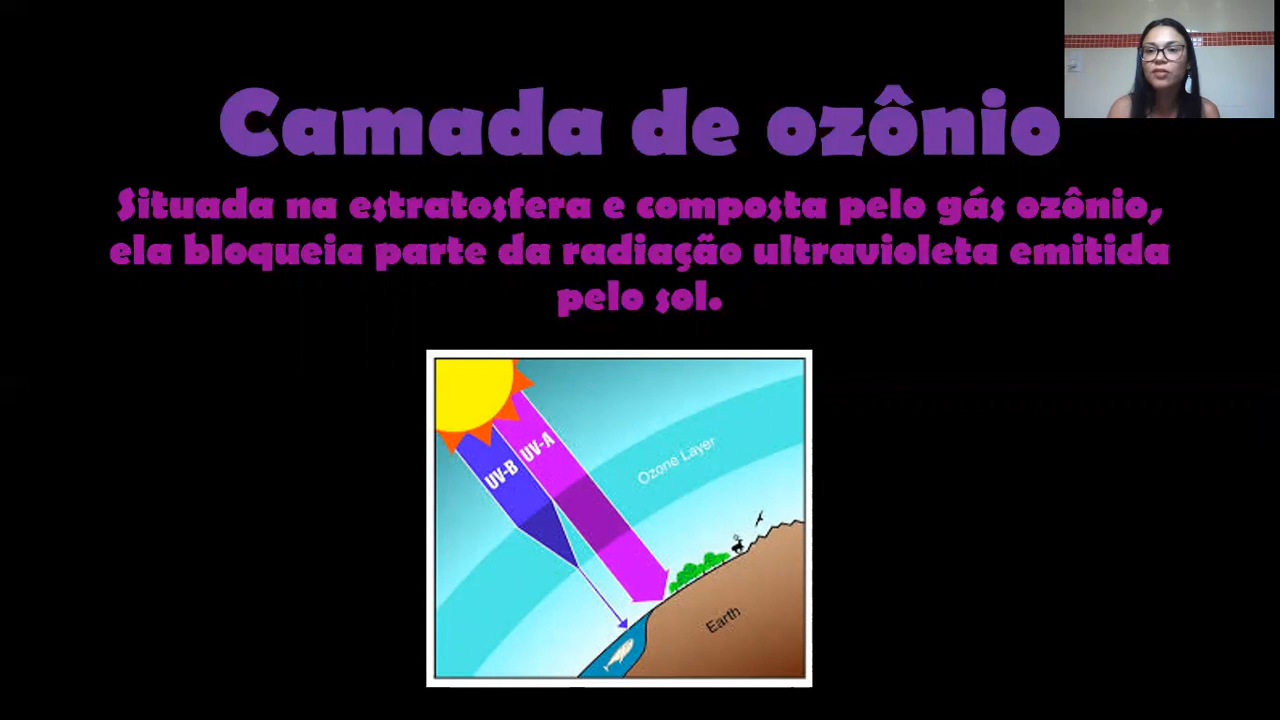 Camada de ozônio
Situada na estratosfera e composta pelo gás ozônio,
ela bloqueia parte da radiação ultravioleta emitida
pelo sol.
UV-B
UV-A
Ozone Layer
Earth